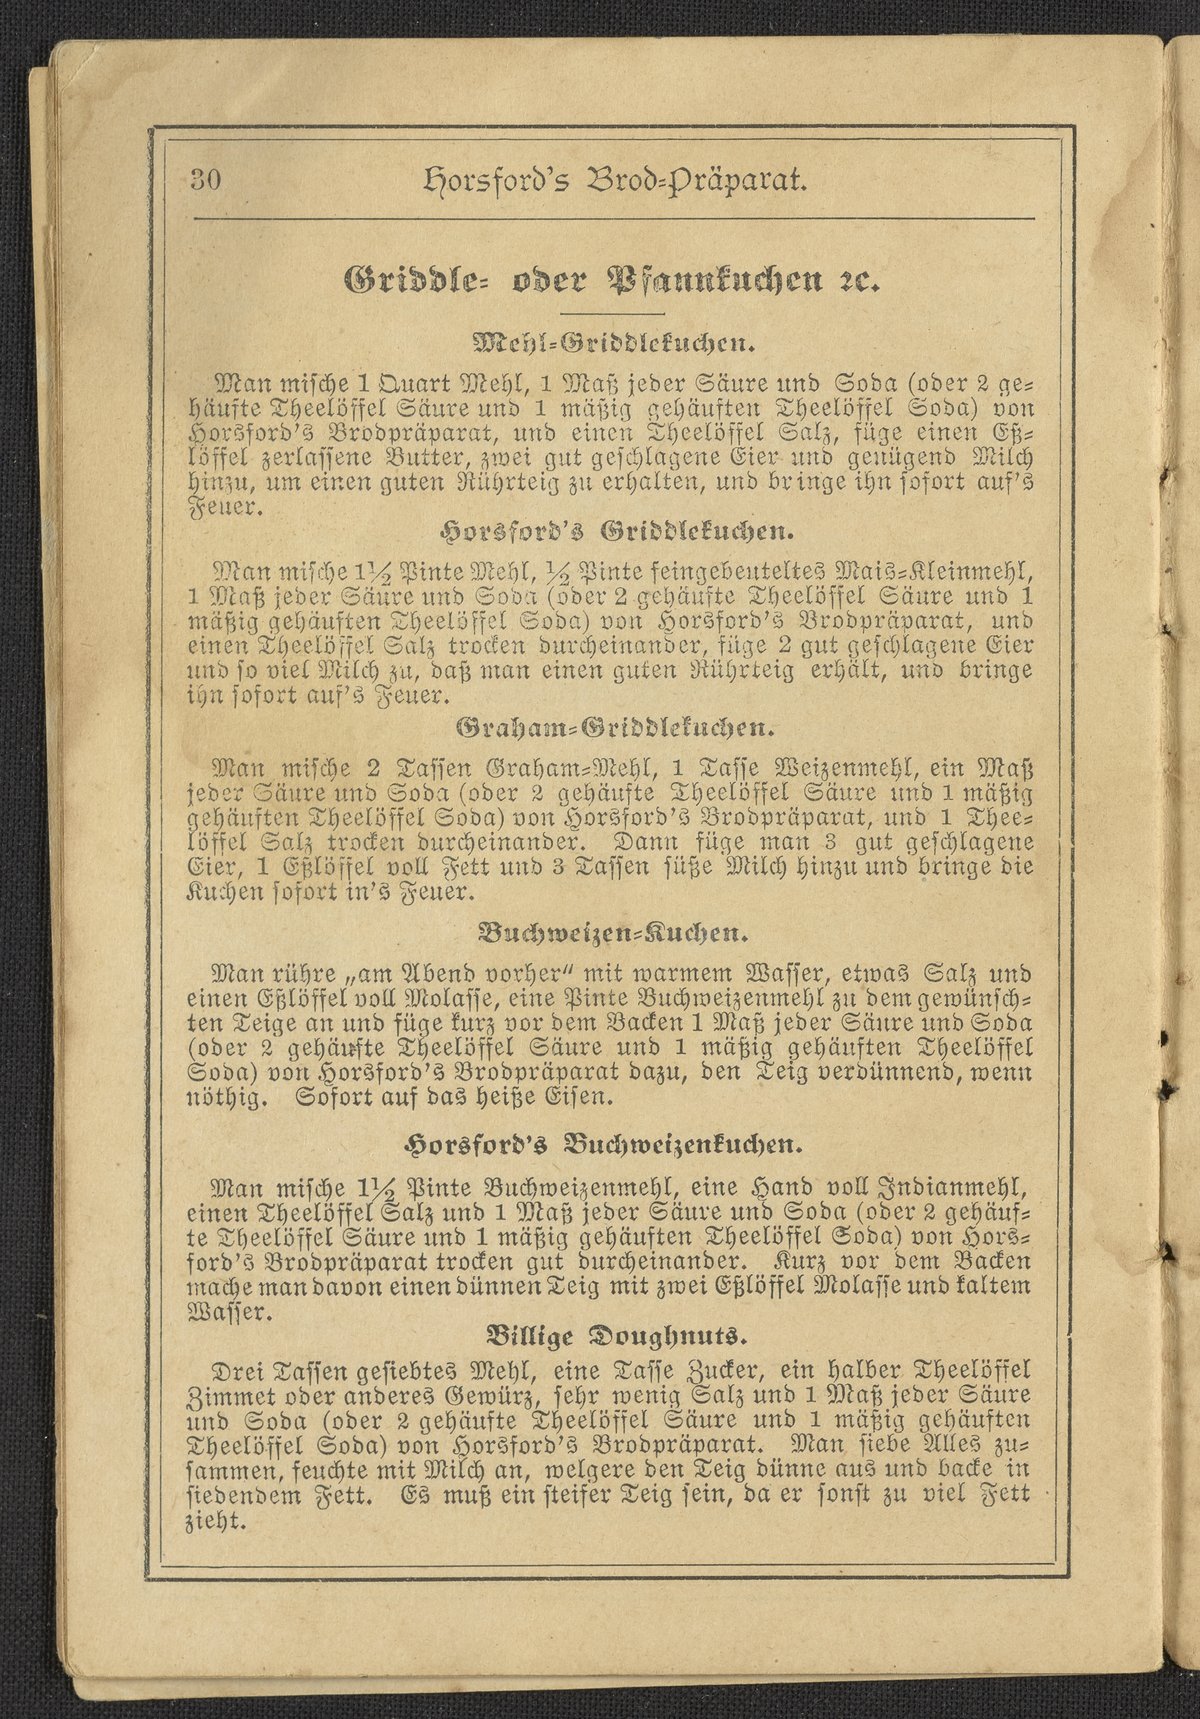 30
Horsford's Brod-Präparat.
Griddle- oder Pfannkuchen ꝛc.
Mehl-Griddlekuchen.
Man mische 1 Quart Mehl, 1 Maß jeder Säure und Soda (oder 2 ge-
häufte Theelöffel Säure und 1 mäßig gehäuften Theelöffel Soda) von
Horsford's Brodpräparat, und einen Theelöffel Salz, füge einen Eß-
löffel zerlassene Butter, zwei gut geschlagene Eier und genügend Milch
hinzu, um einen guten Rührteig zu erhalten, und bringe ihn sofort auf's
Feuer.
Horsford's Griddlekuchen.
Man mische 1½ Pinte Mehl, ½ Pinte feingebeuteltes Mais-Kleinmehl,
1 Maß jeder Säure und Soda (oder 2 gehäufte Theelöffel Säure und 1
mäßig gehäuften Theelöffel Soda) von Horsford's Brodpräparat, und
einen Theelöffel Salz trocken durcheinander, füge 2 gut geschlagene Eier
und so viel Milch zu, daß man einen guten Rührteig erhält, und bringe
ihn sofort auf's Feuer.
Graham-Griddlekuchen.
Man mische 2 Tassen Graham-Mehl, 1 Tasse Weizenmehl, ein Maß
jeder Säure und Soda (oder 2 gehäufte Theelöffel Säure und 1 mäßig
gehäuften Theelöffel Soda) von Horsford's Brodpräparat, und 1 Thee-
löffel Salz trocken durcheinander. Dann füge man 3 gut geschlagene
Eier, 1 Eßlöffel voll Fett und 3 Tassen süße Milch hinzu und bringe die
Kuchen sofort in's Feuer.
Buchweizen-Kuchen.
Man rühre „am Abend vorher“ mit warmem Wasser, etwas Salz und
einen Eßlöffel voll Molasse, eine Pinte Buchweizenmehl zu dem gewünsch-
ten Teige an und füge kurz vor dem Backen 1 Maß jeder Säure und Soda
(oder 2 gehäufte Theelöffel Säure und 1 mäßig gehäuften Theelöffel
Soda) von Horsford's Brodpräparat dazu, den Teig verdünnend, wenn
nöthig. Sofort auf das heiße Eisen.
Horsford's Buchweizenkuchen.
Man mische 1½ Pinte Buchweizenmehl, eine Hand voll Indianmehl,
einen Theelöffel Salz und 1 Maß jeder Säure und Soda (oder 2 gehäuf-
te Theelöffel Säure und 1 mäßig gehäuften Theelöffel Soda) von Hors-
ford's Brodpräparat trocken gut durcheinander. Kurz vor dem Backen
mache man davon einen dünnen Teig mit zwei Eßlöffel Molasse und kaltem
Wasser.
Billige Doughnuts.
Drei Tassen gesiebtes Mehl, eine Tasse Zucker, ein halber Theelöffel
Zimmet oder anderes Gewürz, sehr wenig Salz und 1 Maß jeder Säure
und Soda (oder 2 gehäufte Theelöffel Säure und 1 mäßig gehäuften
Theelöffel Soda) von Horsford's Brodpräparat. Man siebe Alles zu-
sammen, feuchte mit Milch an, welgere den Teig dünne aus und backe in
siedendem Fett. Es muß ein steifer Teig sein, da er sonst zu viel Fett
zieht.